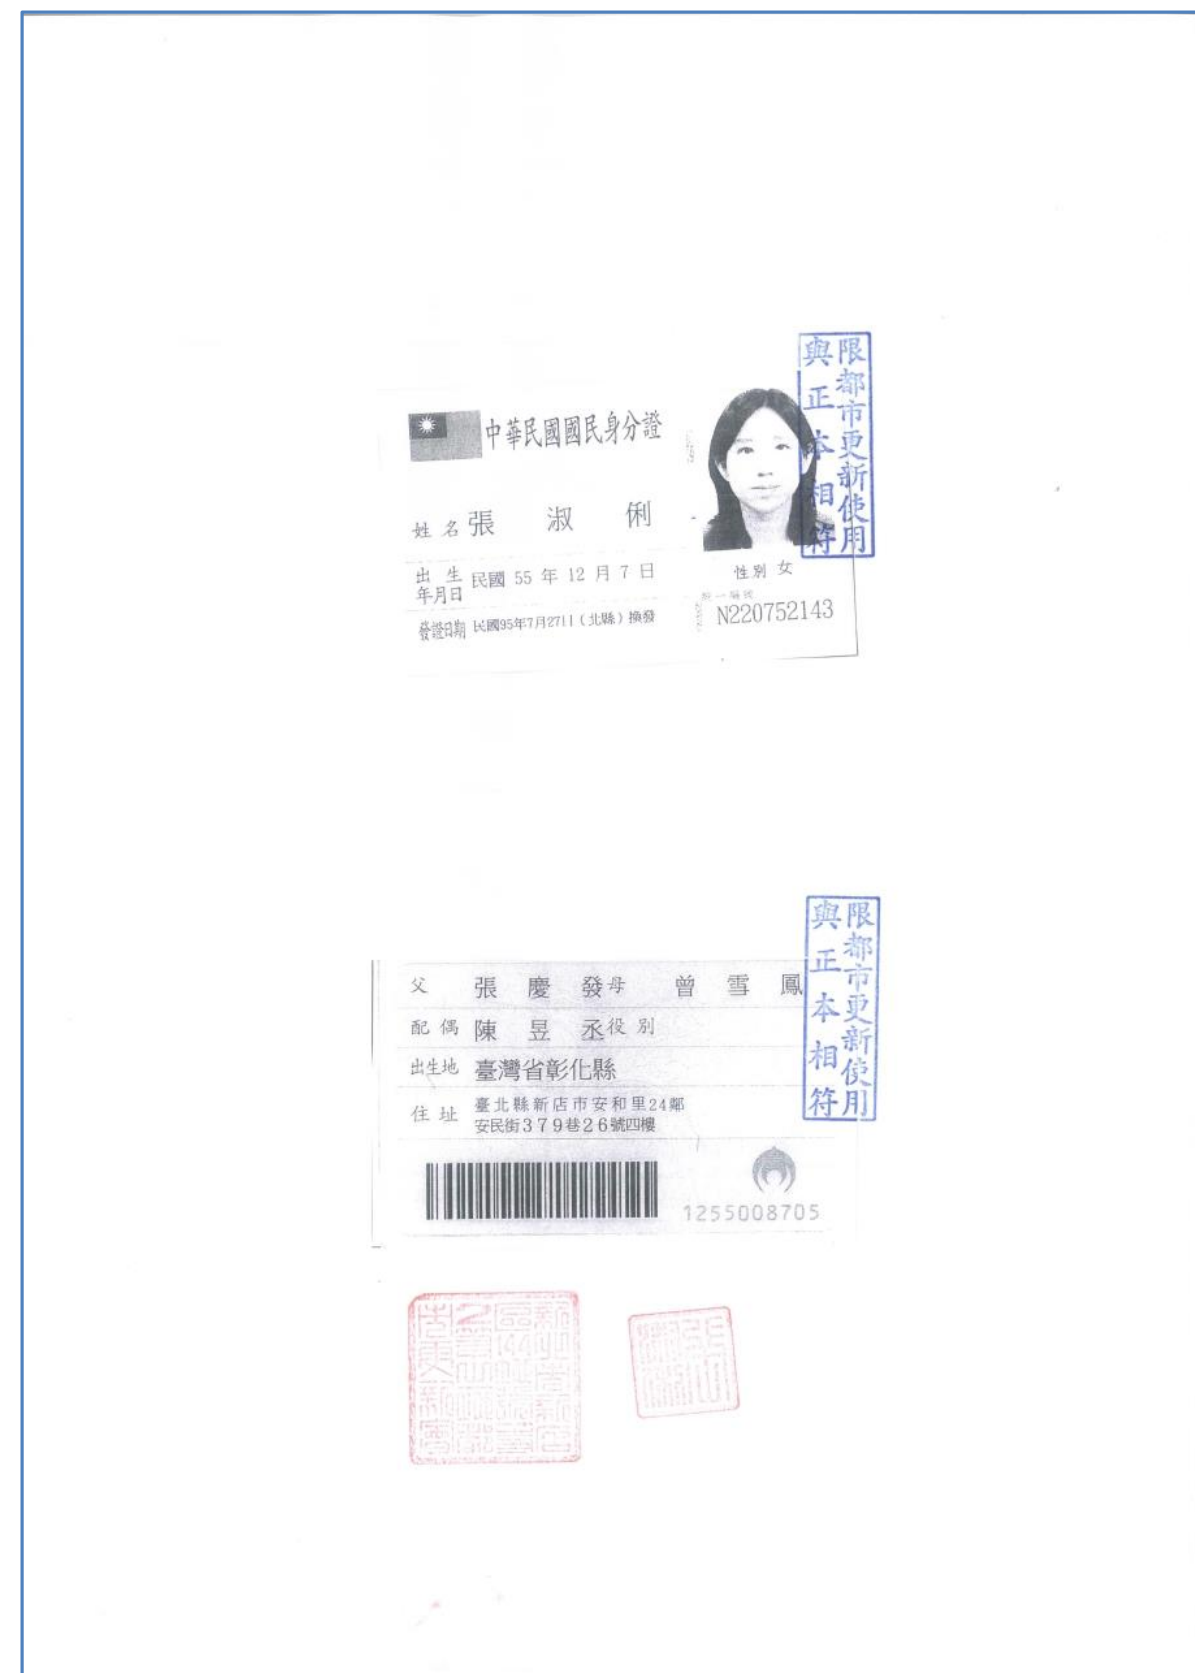 中華民國國民身分證
姓名 張淑俐
出生年月日 民國 55 年 12 月 7 日
性別 女
發證日期 民國95年7月27日（北縣）換發
統一編號
N220752143
限都市更新使用
與正本相符
父 張慶發 母 曾雪鳳
配偶 陳昱丞 役別
出生地 臺灣省彰化縣
住址 臺北縣新店市安和里24鄰
安民街379巷26號四樓
1255008705
限都市更新使用
與正本相符